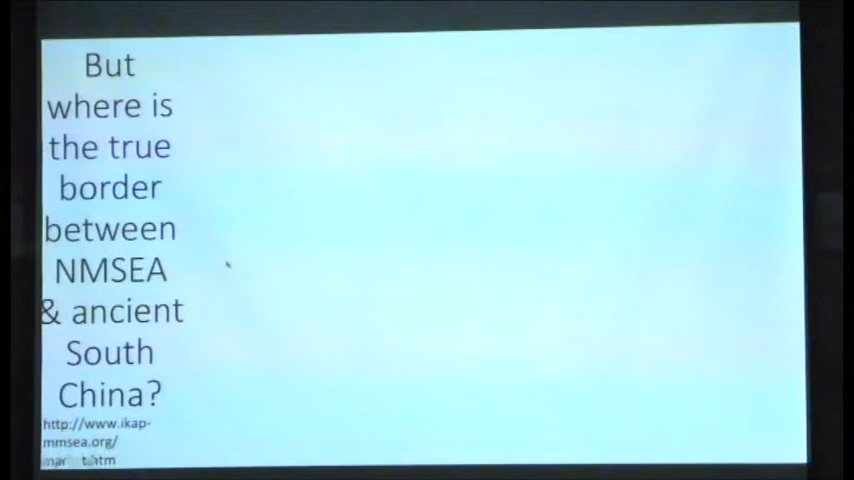 But
where is
the true
border
between
NMSEA
& ancient
South
China?
http://www.ikap-
mmsea.org/